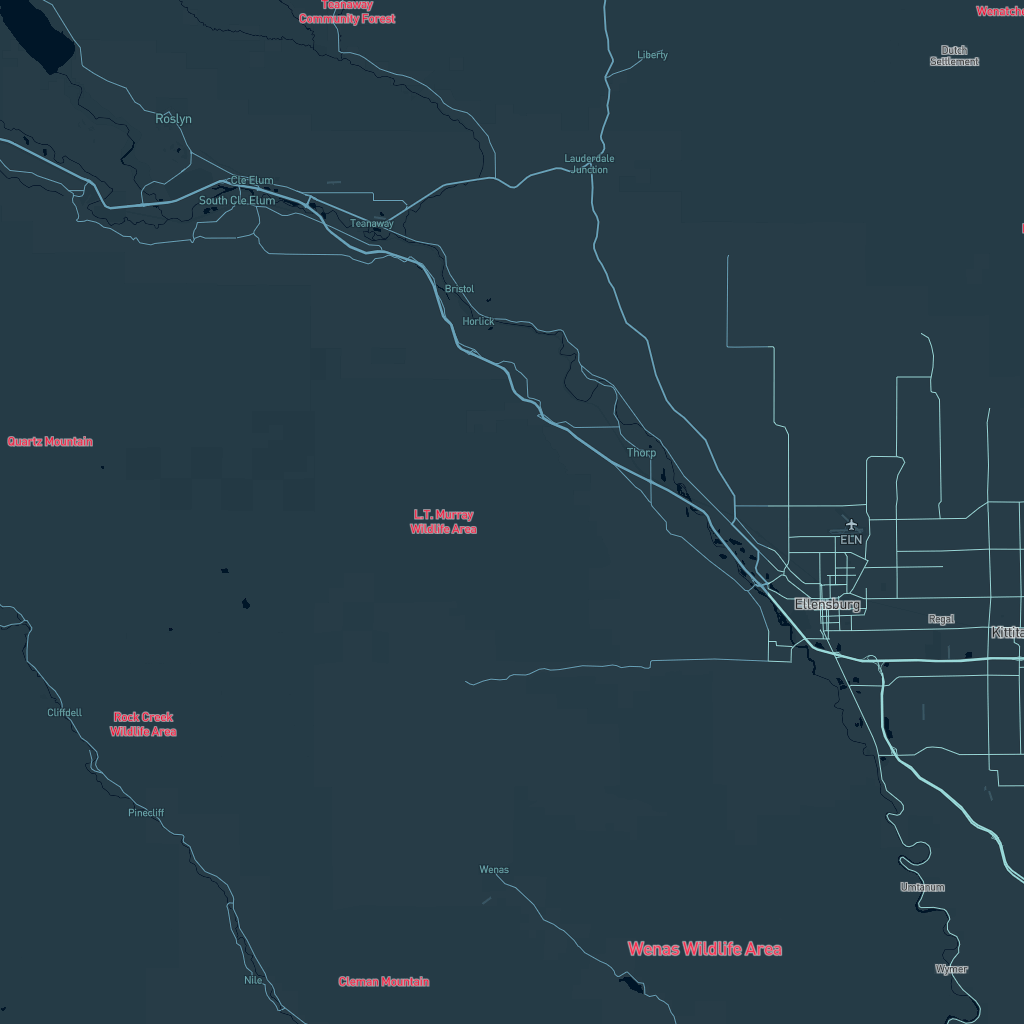 Teanaway
Community Forest
Dutch
Settlement
Liberty
Roslyn
Lauderdale
Junction
Cle Elum
South Cle Elum
Teanaway
Bristol
Horlick
Quartz Mountain
Thorp
L.T. Murray
Wildlife Area
ELN
Ellensburg
Regal
Cliffdell
Rock Creek
Wildlife Area
Pinecliff
Wenas
Umtanum
Wenas Wildlife Area
Wymer
Nile
Cleman Mountain